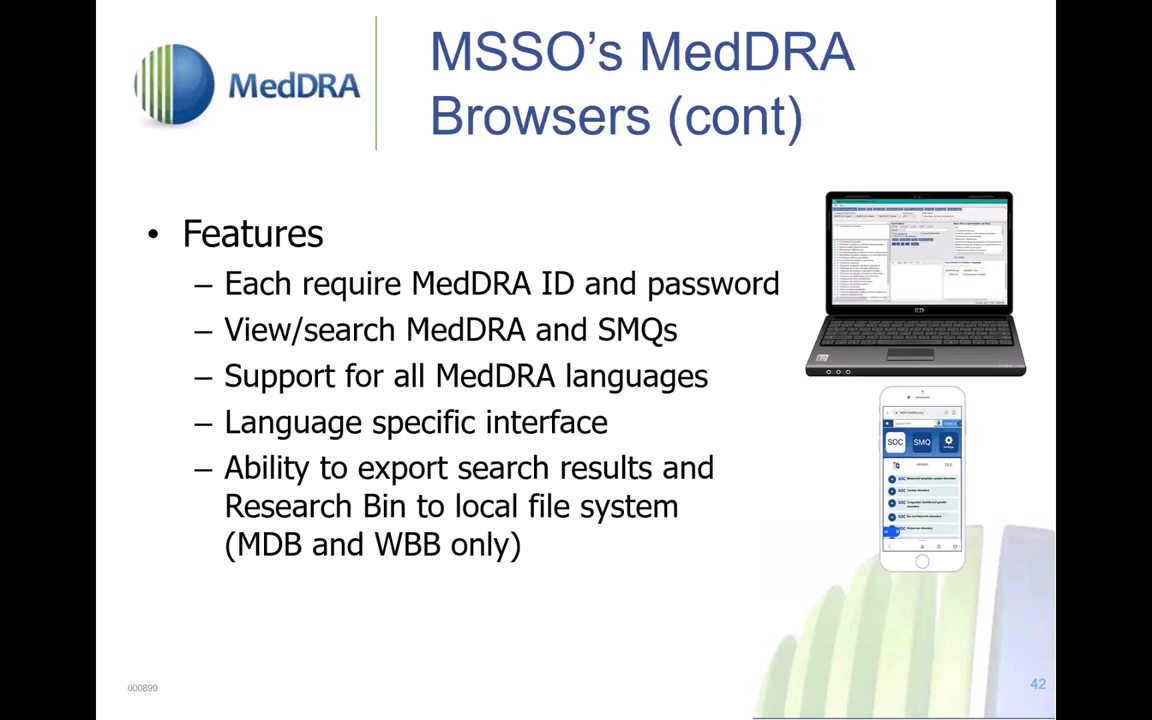 MedDRA
MSSO's MedDRA
Browsers (cont)
• Features
– Each require MedDRA ID and password
– View/search MedDRA and SMQs
– Support for all MedDRA languages
– Language specific interface
– Ability to export search results and
Research Bin to local file system
(MDB and WBB only)
SOC
SMQ
000899
42